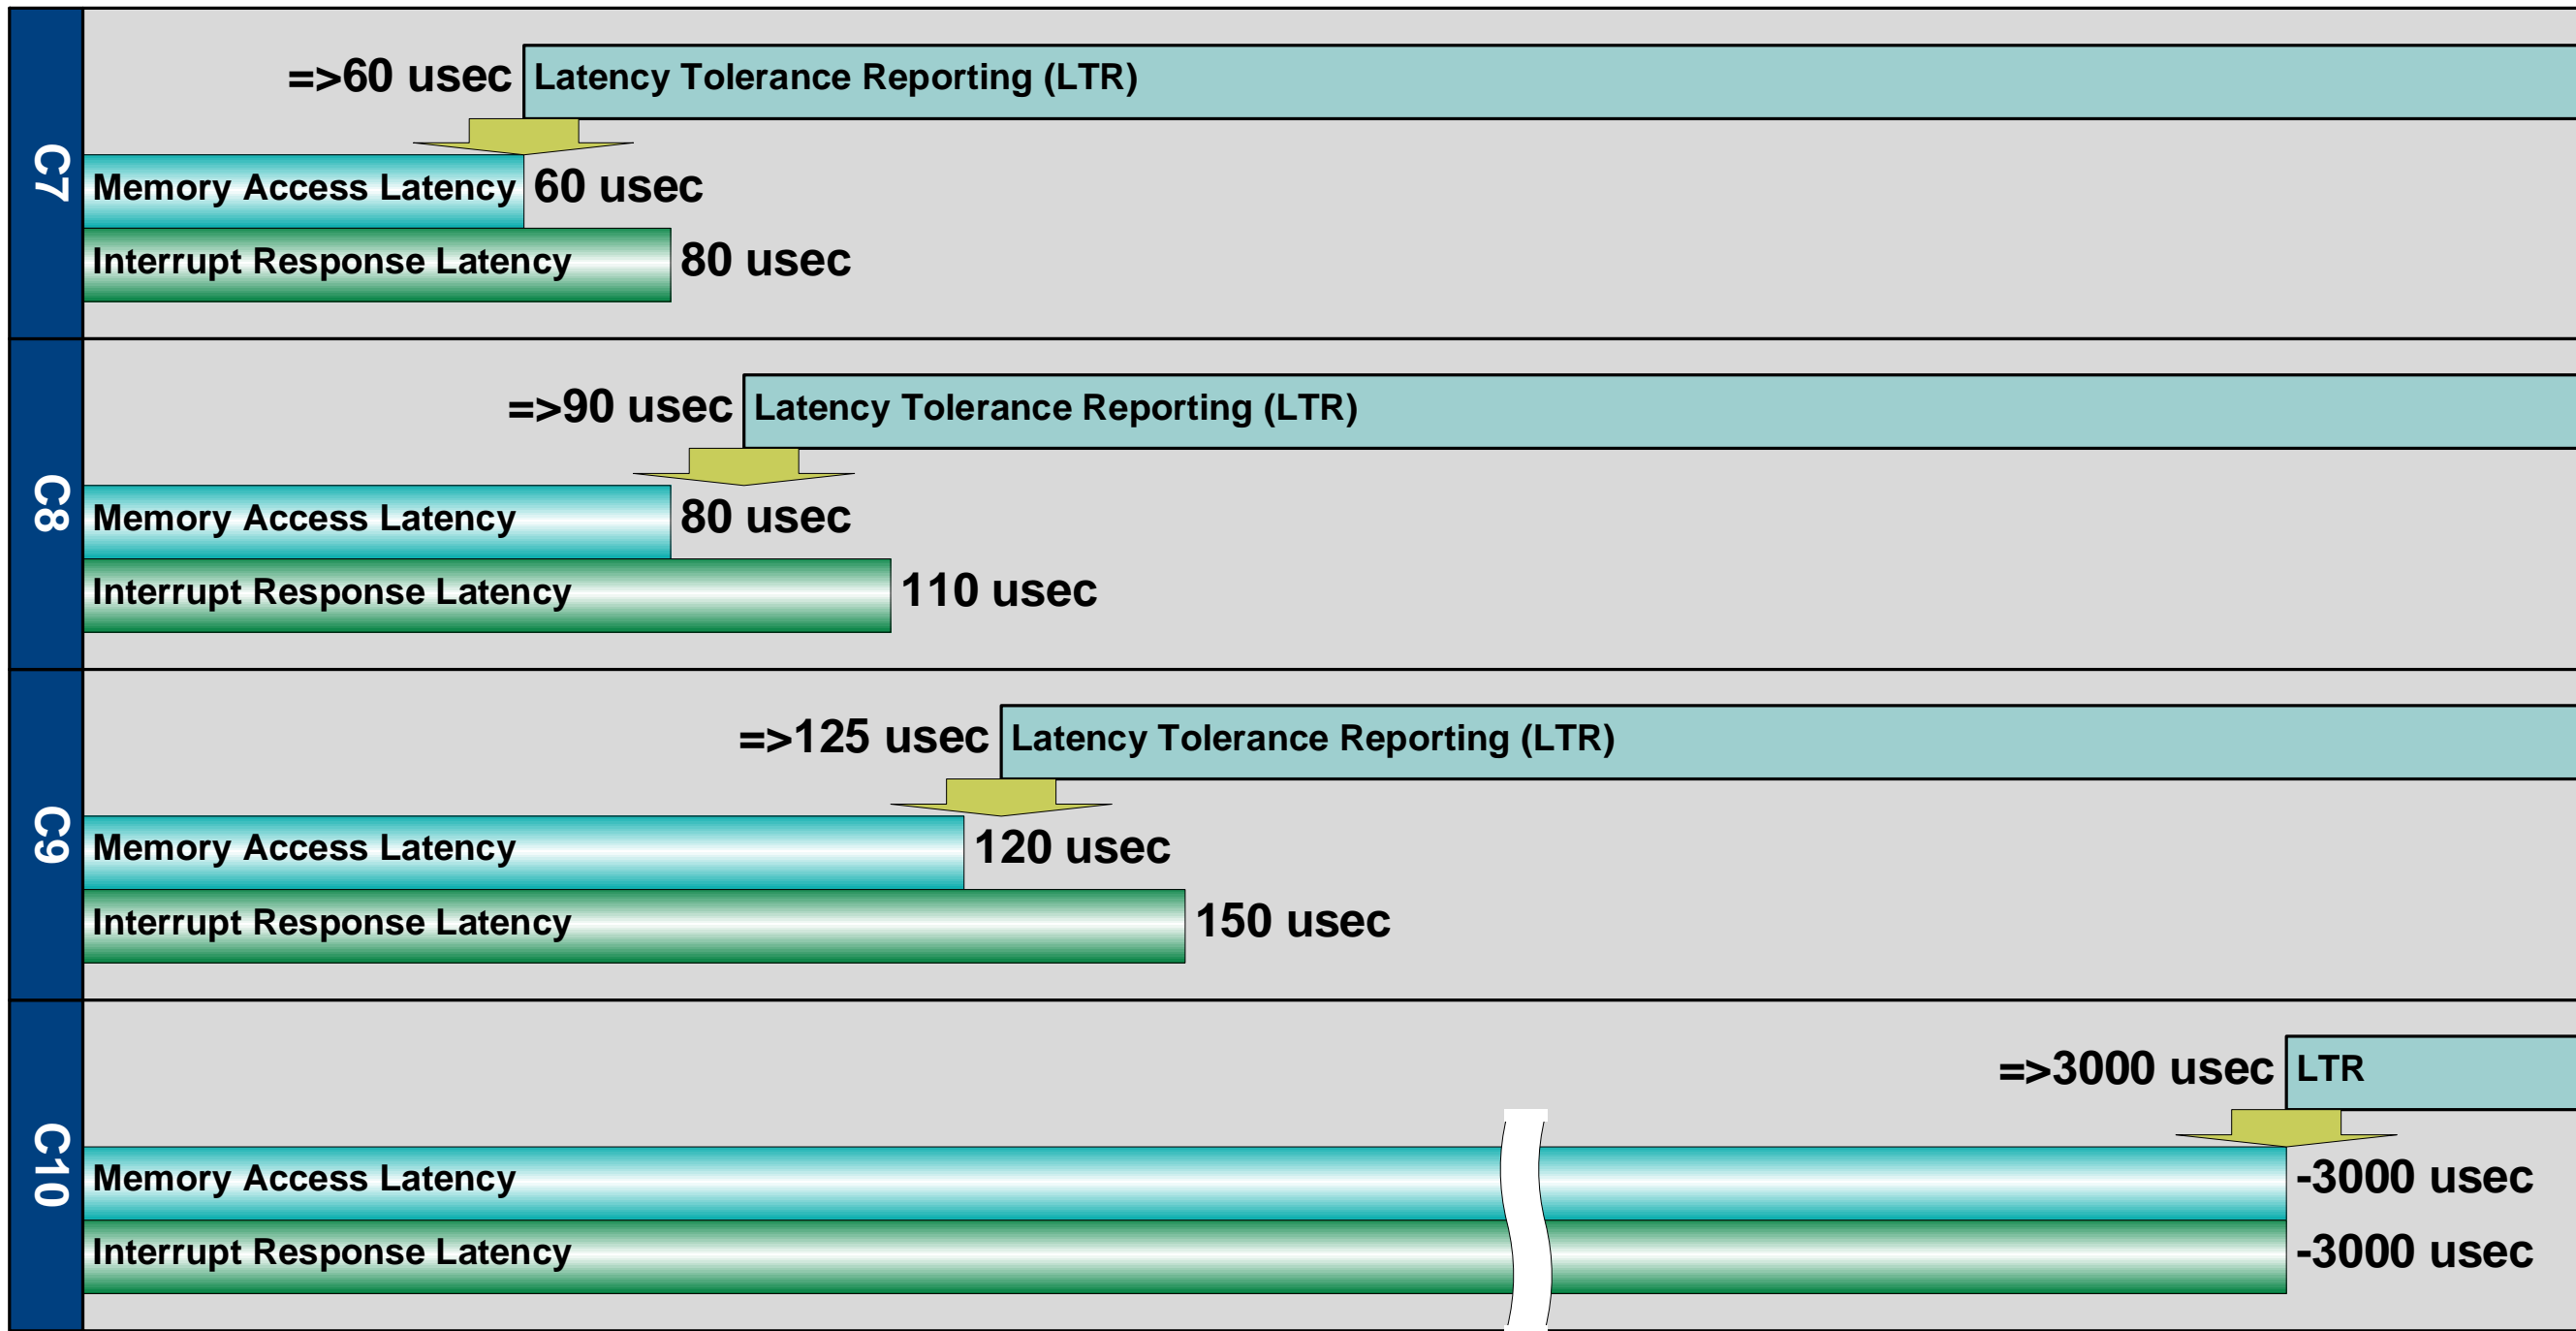 C7
=>60 usec
Latency Tolerance Reporting (LTR)
Memory Access Latency
60 usec
Interrupt Response Latency
80 usec
C8
=>90 usec
Latency Tolerance Reporting (LTR)
Memory Access Latency
80 usec
Interrupt Response Latency
110 usec
C9
=>125 usec
Latency Tolerance Reporting (LTR)
Memory Access Latency
120 usec
Interrupt Response Latency
150 usec
C10
=>3000 usec
LTR
Memory Access Latency
-3000 usec
Interrupt Response Latency
-3000 usec